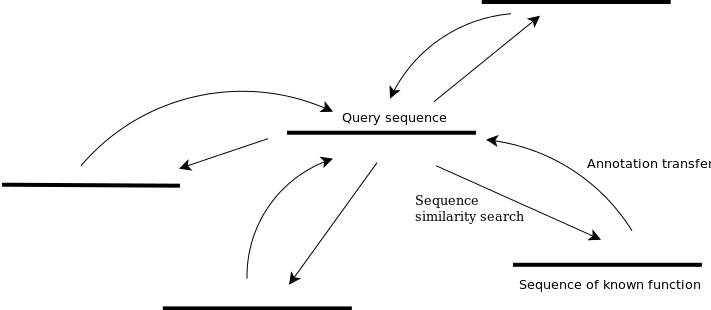 Query sequence
Annotation transfer
Sequence
similarity search
Sequence of known function